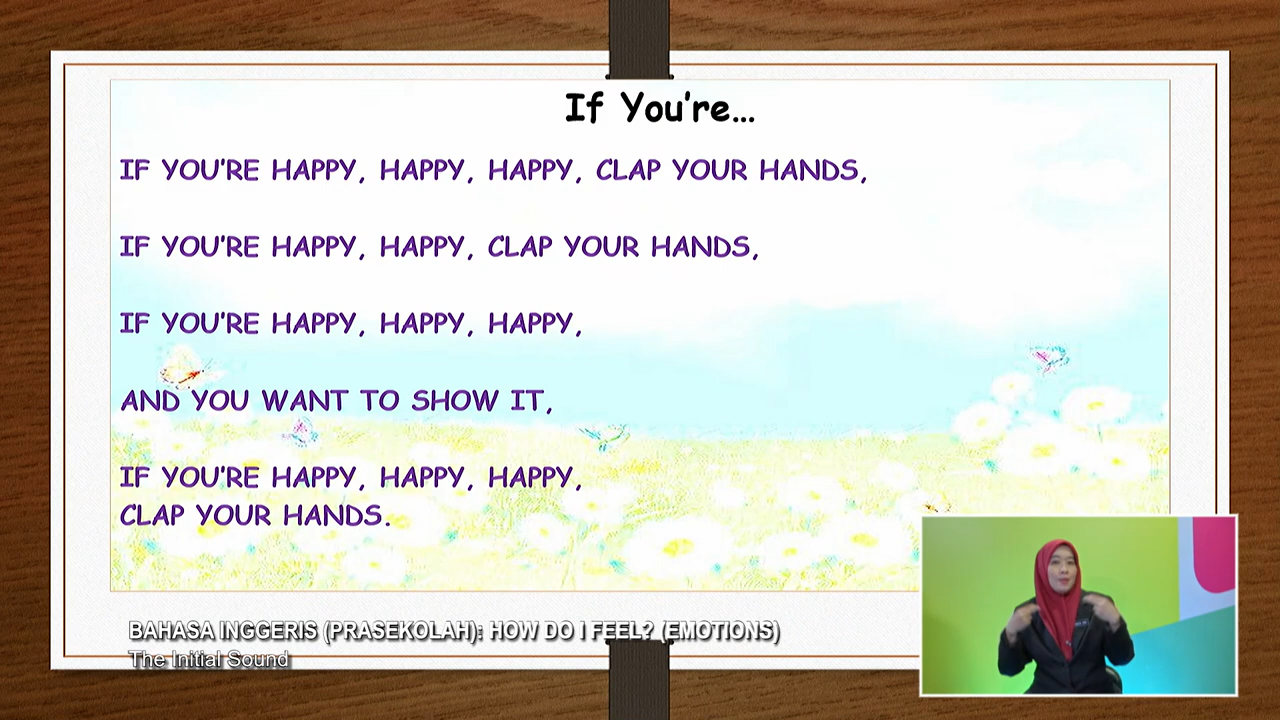 If You're...
IF YOU'RE HAPPY, HAPPY, HAPPY, CLAP YOUR HANDS,
IF YOU'RE HAPPY, HAPPY, CLAP YOUR HANDS,
IF YOU'RE HAPPY, HAPPY, HAPPY,
AND YOU WANT TO SHOW IT,
IF YOU'RE HAPPY, HAPPY, HAPPY,
CLAP YOUR HANDS.
BAHASA INGGERIS (PRASEKOLAH): HOW DO I FEEL? (EMOTIONS)
The Initial Sound